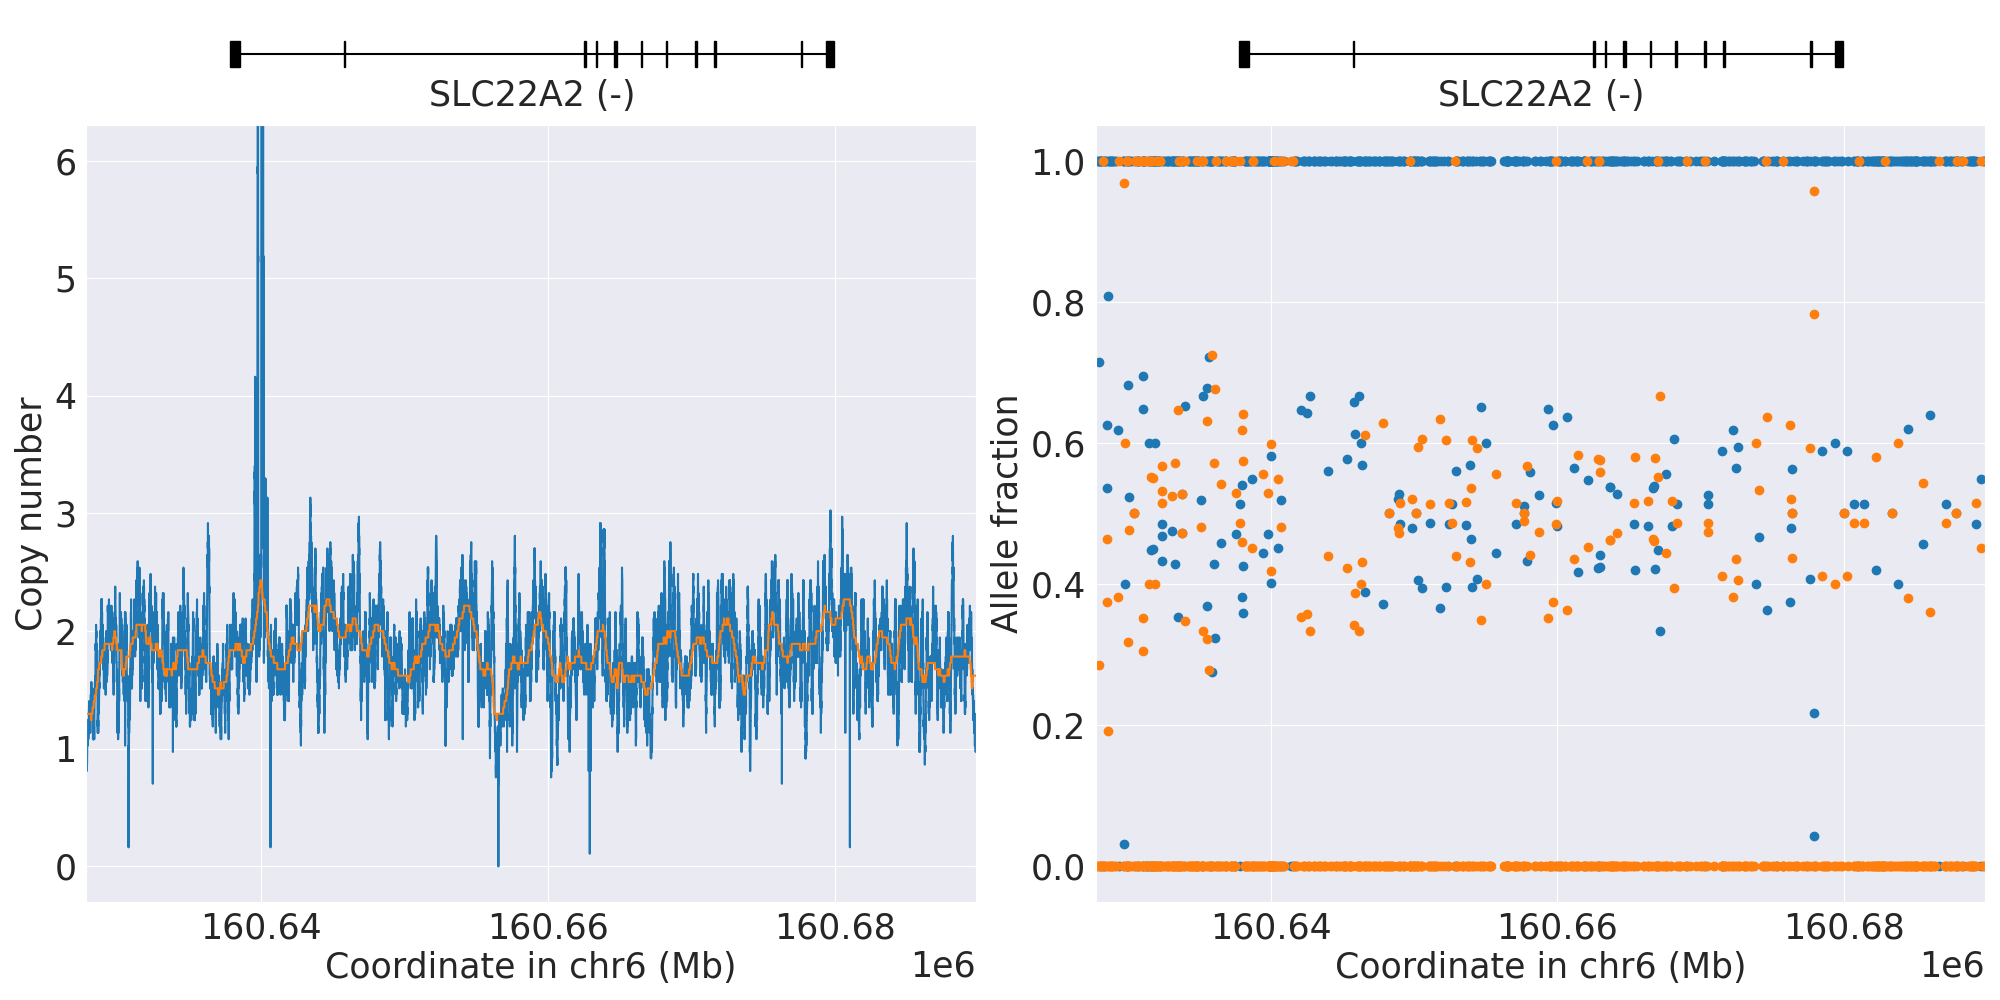 SLC22A2 (-)
Copy number
6
5
4
3
2
1
0
160.64
160.66
160.68
Coordinate in chr6 (Mb)
1e6
SLC22A2 (-)
Allele fraction
1.0
0.8
0.6
0.4
0.2
0.0
160.64
160.66
160.68
Coordinate in chr6 (Mb)
1e6